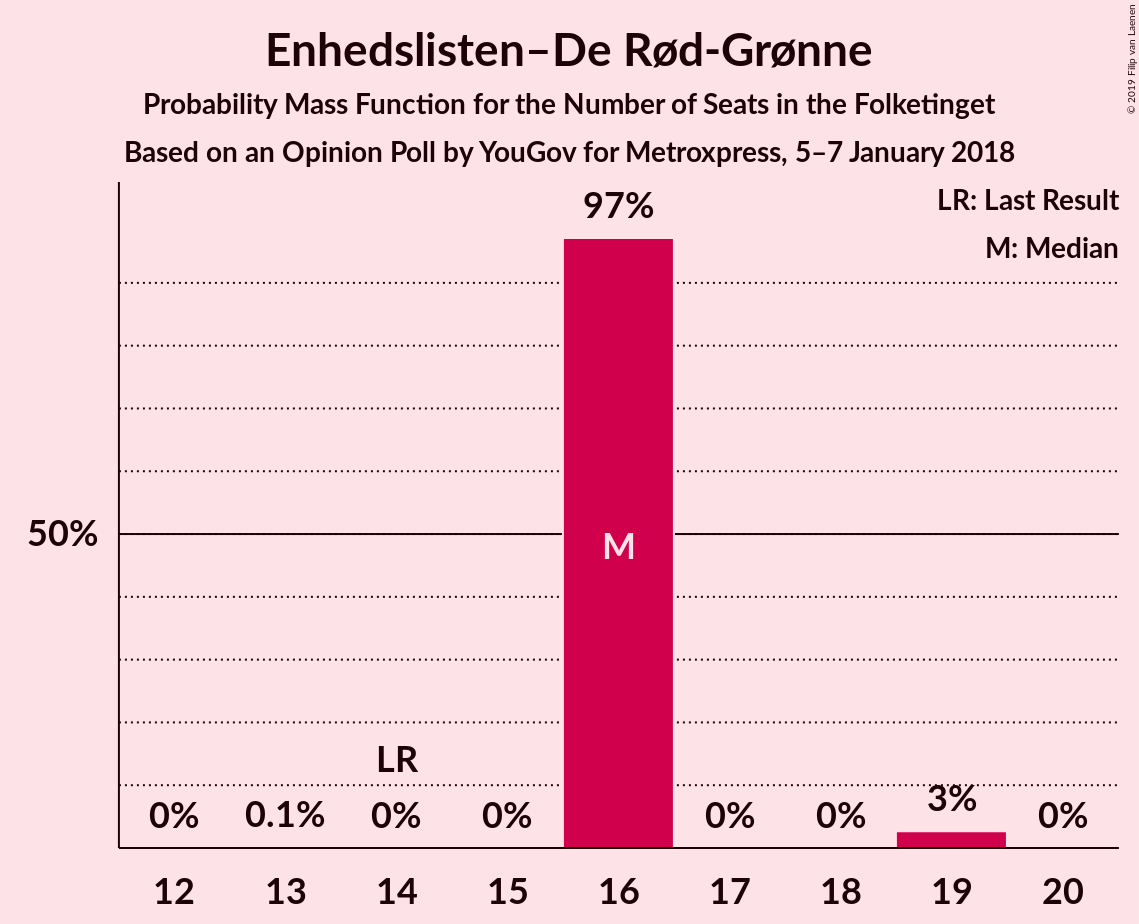 Enhedslisten–De Rød-Grønne
Probability Mass Function for the Number of Seats in the Folketinget
Based on an Opinion Poll by YouGov for Metroxpress, 5–7 January 2018
© 2019 Filip van Laenen
LR: Last Result
M: Median
97%
50%
M
LR
0% 0.1% 0% 0% 0% 0% 3% 0%
12 13 14 15 16 17 18 19 20